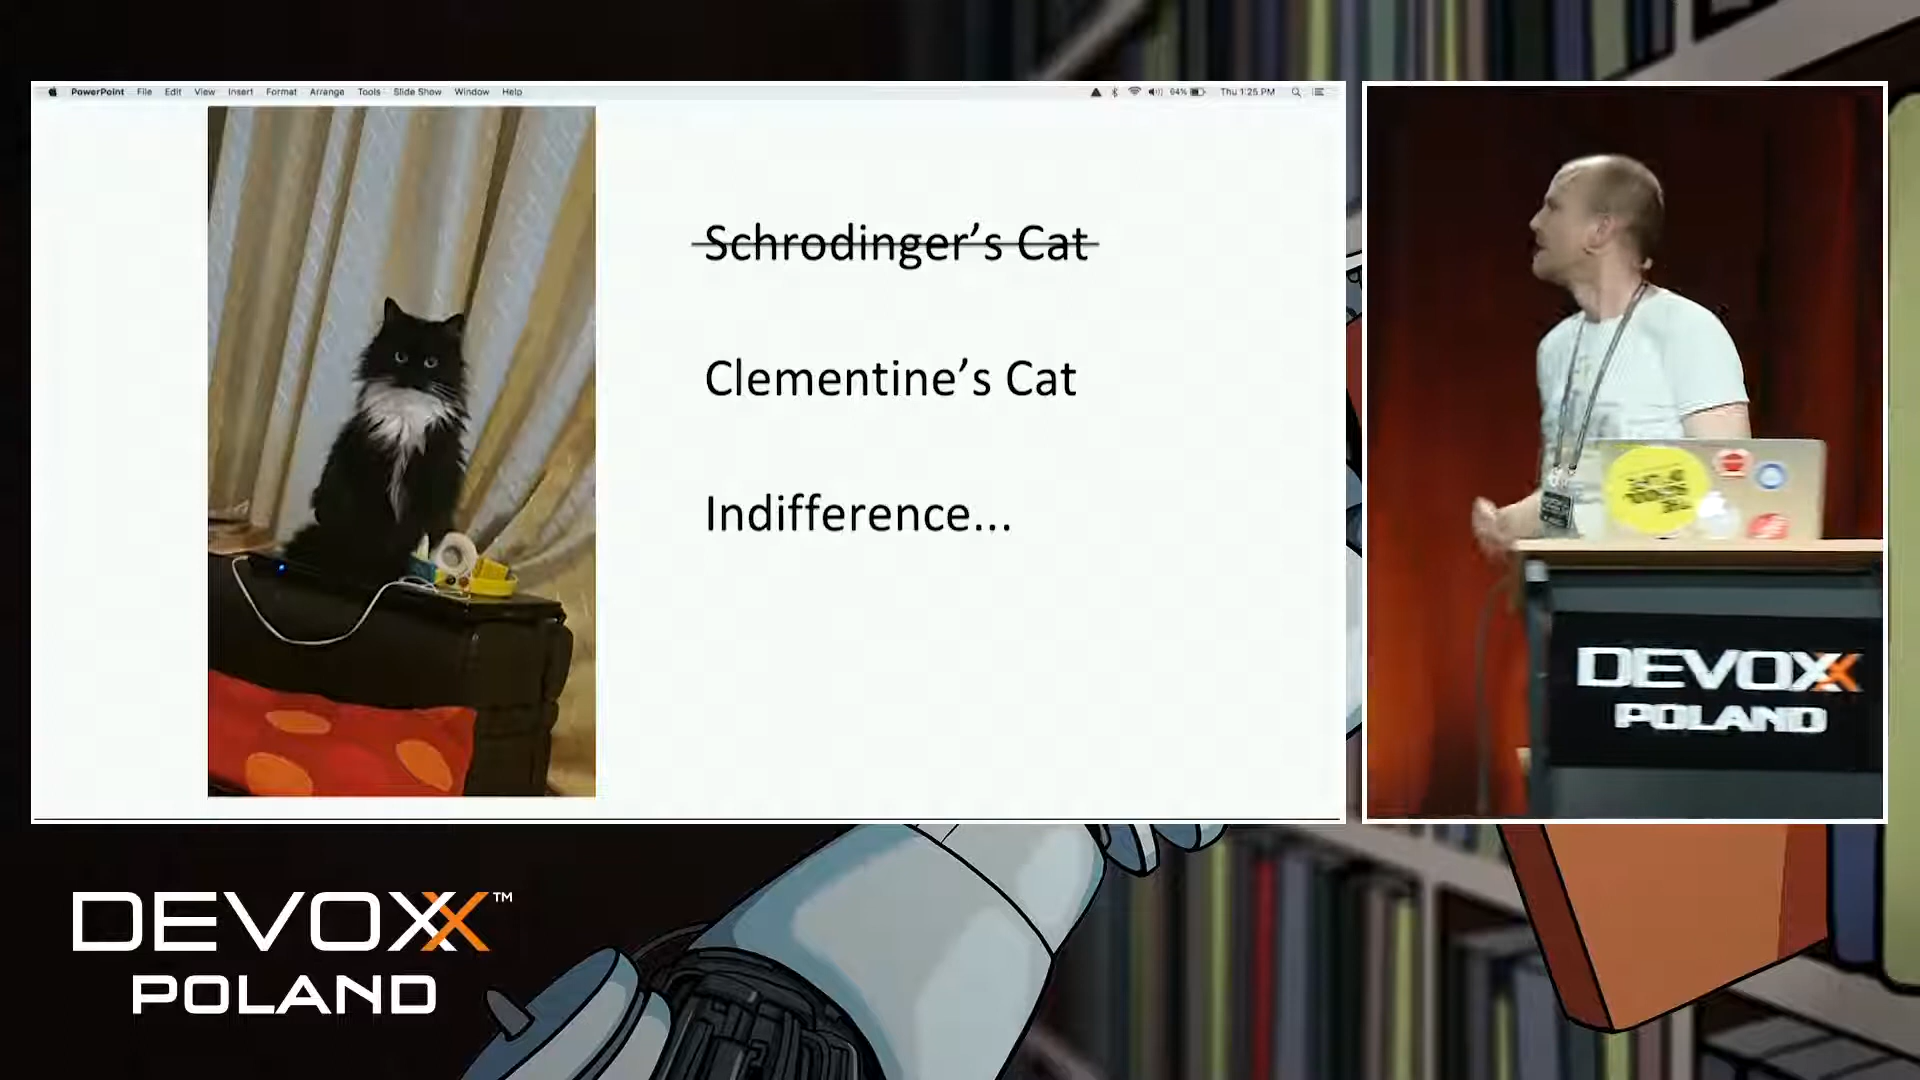 PowerPoint File Edit View Insert Format Arrange Tools Slide Show Window Help
64% Thu 1:25 PM
Schrodinger’s Cat
Clementine’s Cat
Indifference...
DEVOXX
POLAND
DEVOXX™
POLAND